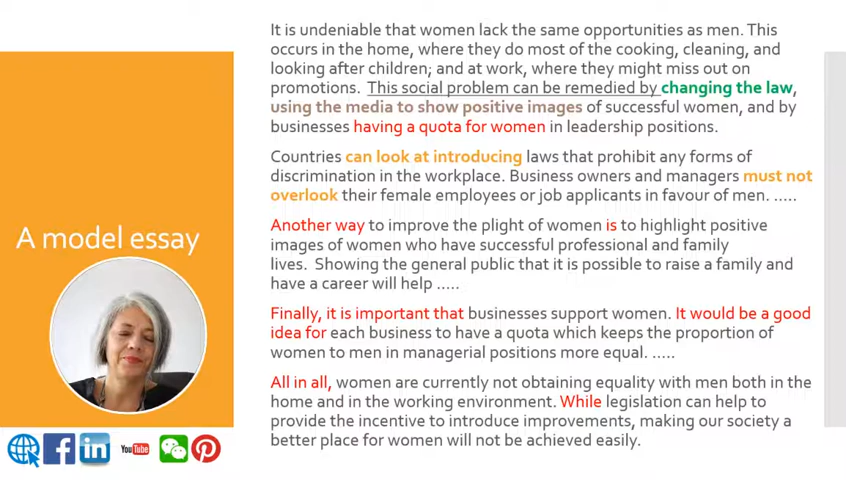 It is undeniable that women lack the same opportunities as men. This
occurs in the home, where they do most of the cooking, cleaning, and
looking after children; and at work, where they might miss out on
promotions. This social problem can be remedied by changing the law,
using the media to show positive images of successful women, and by
businesses having a quota for women in leadership positions.
Countries can look at introducing laws that prohibit any forms of
discrimination in the workplace. Business owners and managers must not
overlook their female employees or job applicants in favour of men. .....
Another way to improve the plight of women is to highlight positive
images of women who have successful professional and family
lives. Showing the general public that it is possible to raise a family and
have a career will help .....
Finally, it is important that businesses support women. It would be a good
idea for each business to have a quota which keeps the proportion of
women to men in managerial positions more equal. .....
All in all, women are currently not obtaining equality with men both in the
home and in the working environment. While legislation can help to
provide the incentive to introduce improvements, making our society a
better place for women will not be achieved easily.
A model essay
f in YouTube